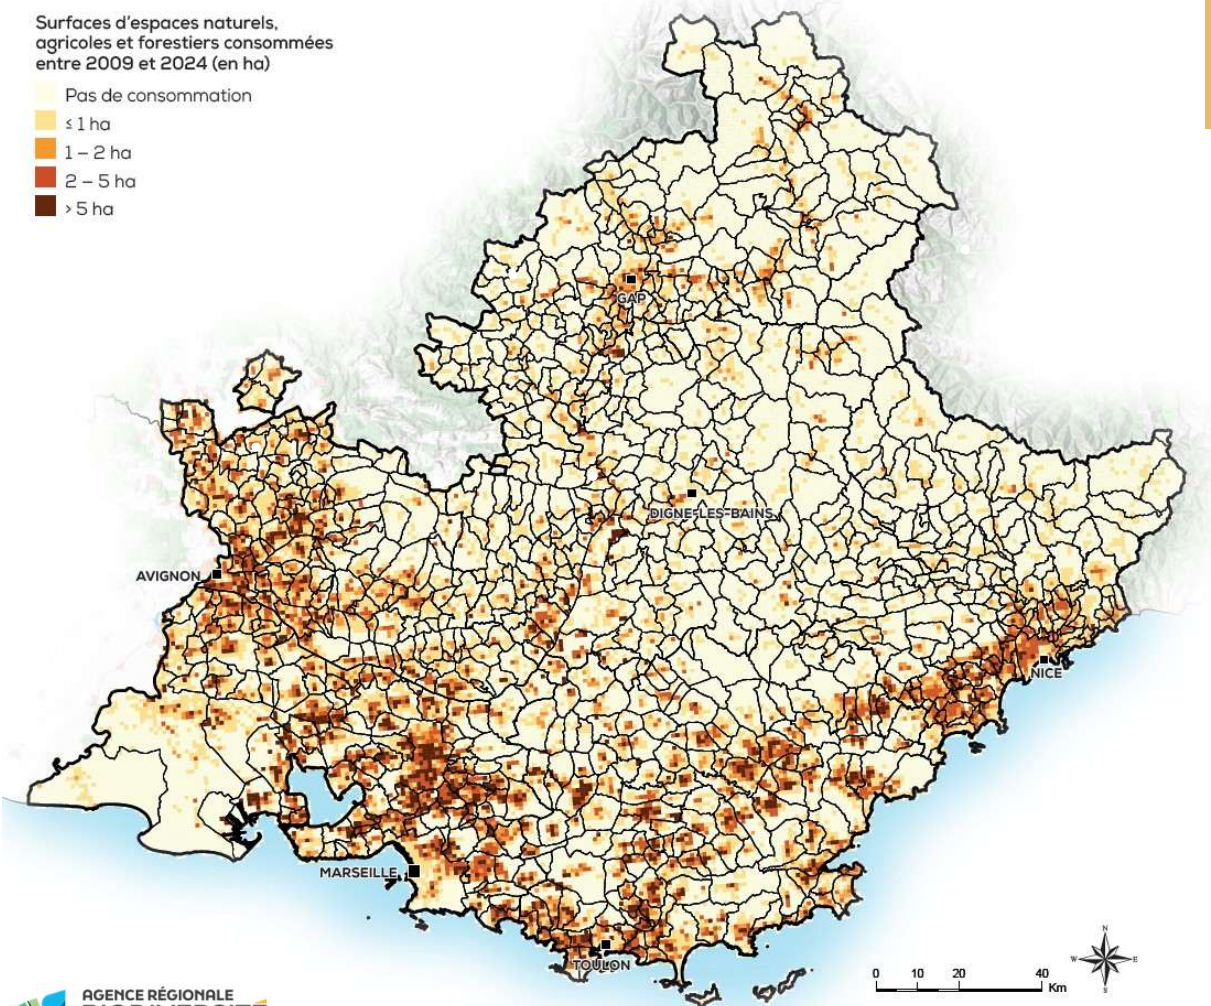 Surfaces d'espaces naturels,
agricoles et forestiers consommées
entre 2009 et 2024 (en ha)
Pas de consommation
≤ 1 ha
1 – 2 ha
2 – 5 ha
> 5 ha
GAP
DIGNE-LES-BAINS
AVIGNON
NICE
MARSEILLE
TOULON
N
W E
S
0 10 20 40
Km
AGENCE RÉGIONALE
BIODIVERSITÉ